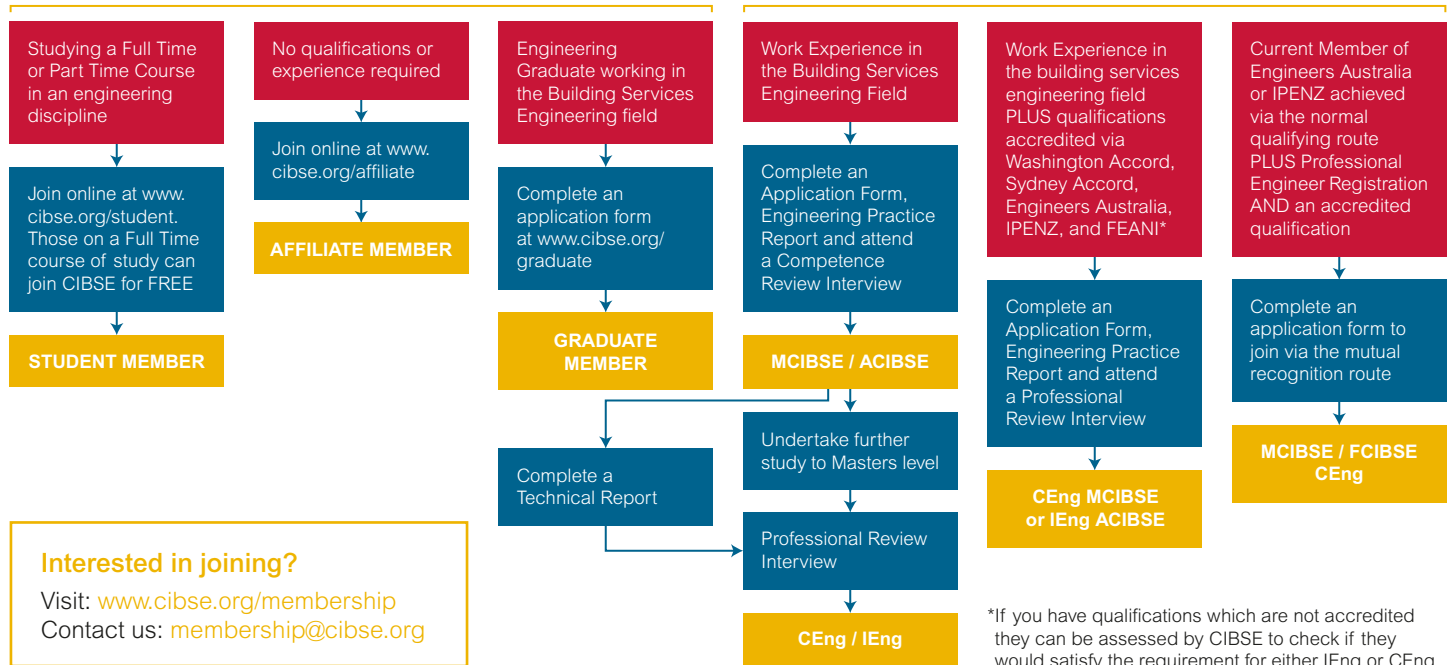 Studying a Full Time
or Part Time Course
in an engineering
discipline
Join online at www.
cibse.org/student.
Those on a Full Time
course of study can
join CIBSE for FREE
STUDENT MEMBER
No qualifications or
experience required
Join online at www.
cibse.org/affiliate
AFFILIATE MEMBER
Engineering
Graduate working in
the Building Services
Engineering field
Complete an
application form
at www.cibse.org/
graduate
GRADUATE
MEMBER
Work Experience in
the Building Services
Engineering Field
Complete an
Application Form,
Engineering Practice
Report and attend
a Competence
Review Interview
MCIBSE / ACIBSE
Complete a
Technical Report
Undertake further
study to Masters level
Professional Review
Interview
CEng / IEng
Work Experience in
the building services
engineering field
PLUS qualifications
accredited via
Washington Accord,
Sydney Accord,
Engineers Australia,
IPENZ, and FEANI*
Complete an
Application Form,
Engineering Practice
Report and attend
a Professional
Review Interview
CEng MCIBSE
or IEng ACIBSE
Current Member of
Engineers Australia
or IPENZ achieved
via the normal
qualifying route
PLUS Professional
Engineer Registration
AND an accredited
qualification
Complete an
application form to
join via the mutual
recognition route
MCIBSE / FCIBSE
CEng
Interested in joining?
Visit: www.cibse.org/membership
Contact us: membership@cibse.org
*If you have qualifications which are not accredited
they can be assessed by CIBSE to check if they
would satisfy the requirement for either IEng or CEng